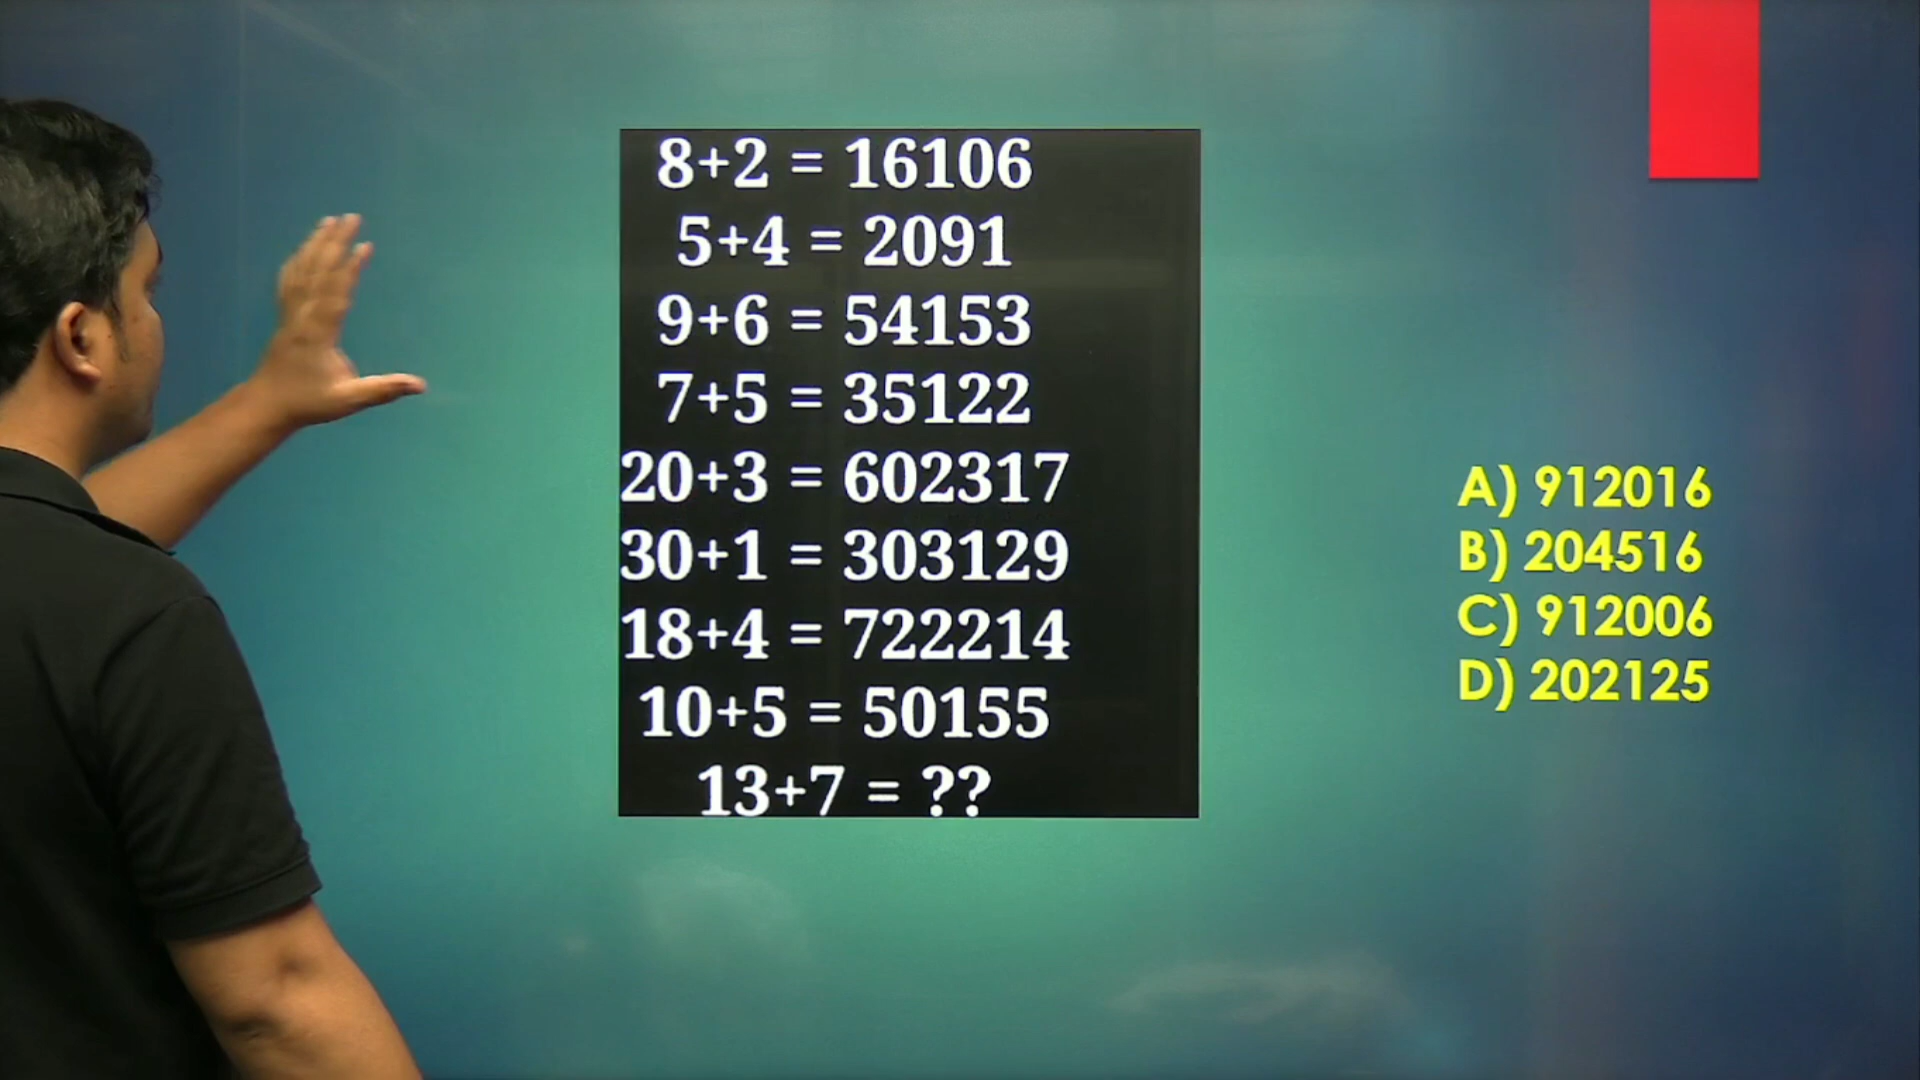 8+2 = 16106
5+4 = 2091
9+6 = 54153
7+5 = 35122
20+3 = 602317
30+1 = 303129
18+4 = 722214
10+5 = 50155
13+7 = ??
A) 912016
B) 204516
C) 912006
D) 202125